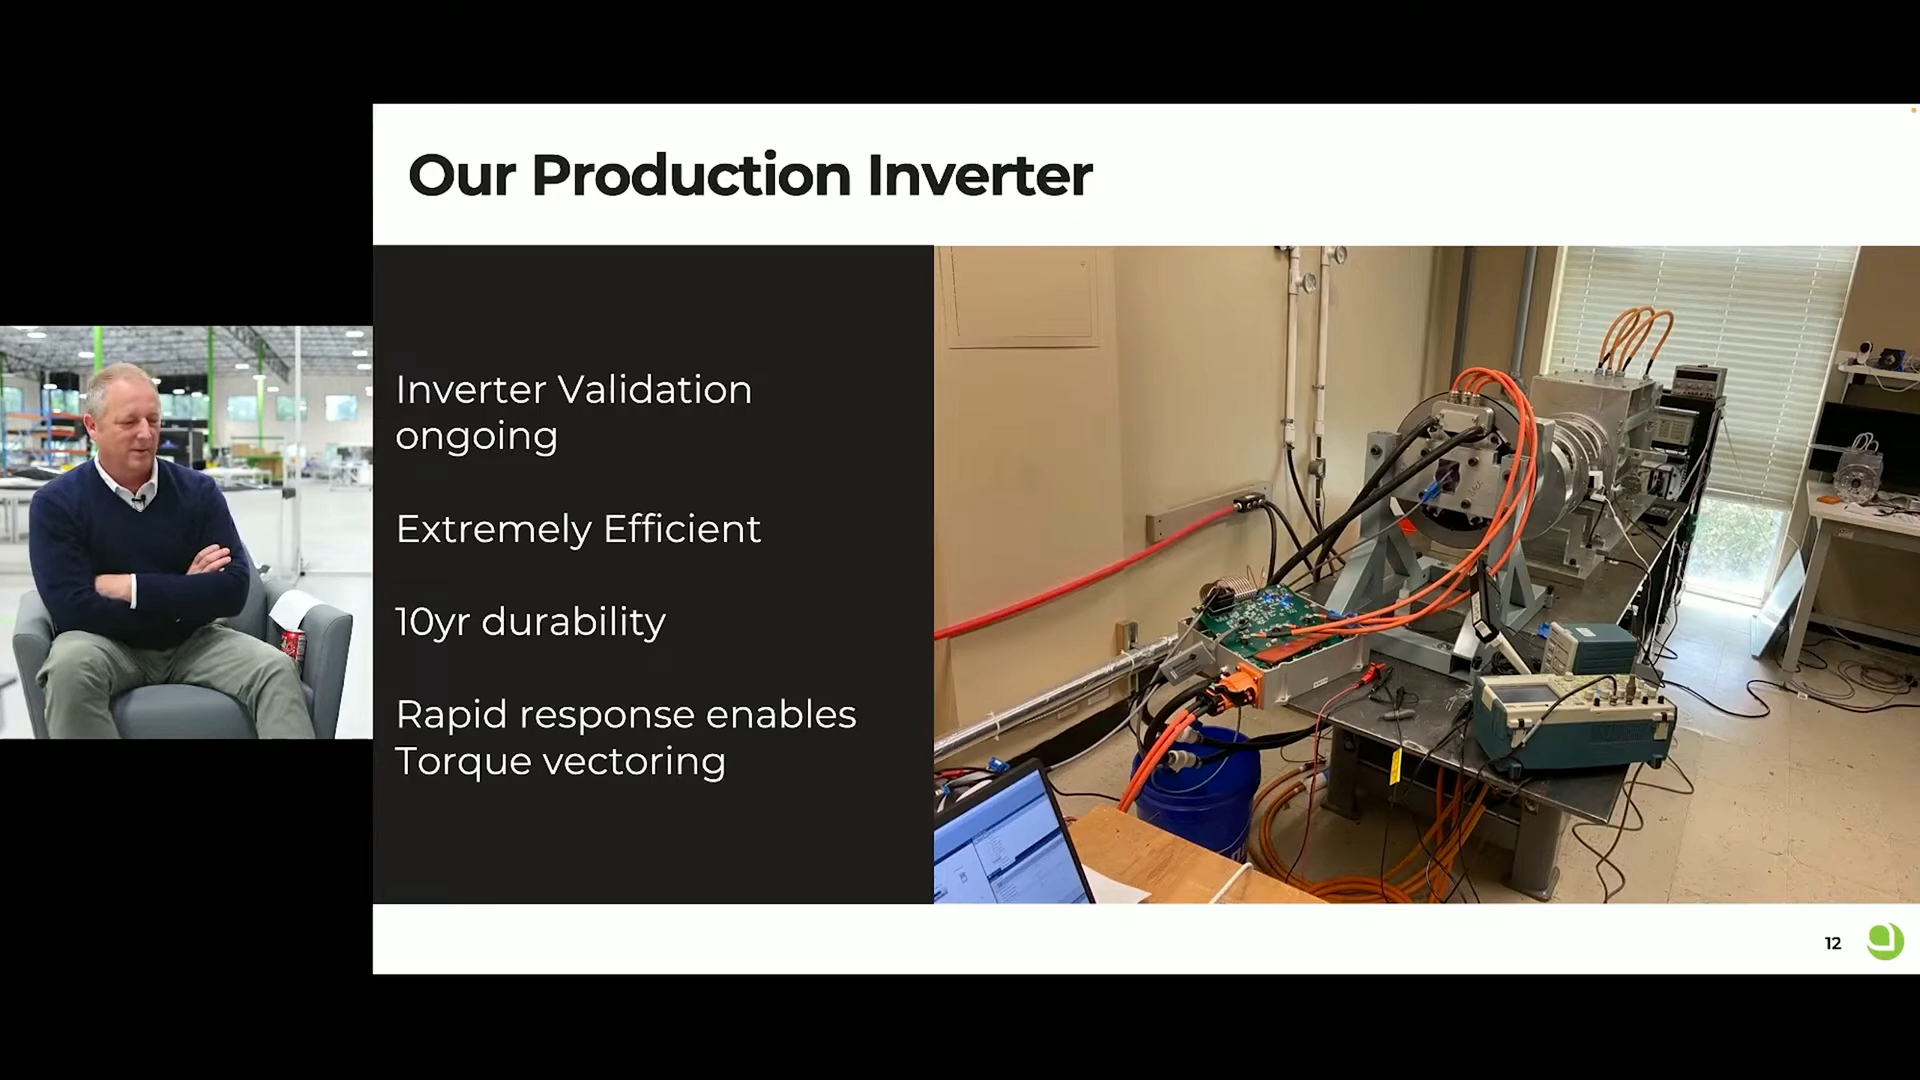 Our Production Inverter
Inverter Validation
ongoing
Extremely Efficient
10yr durability
Rapid response enables
Torque vectoring
12